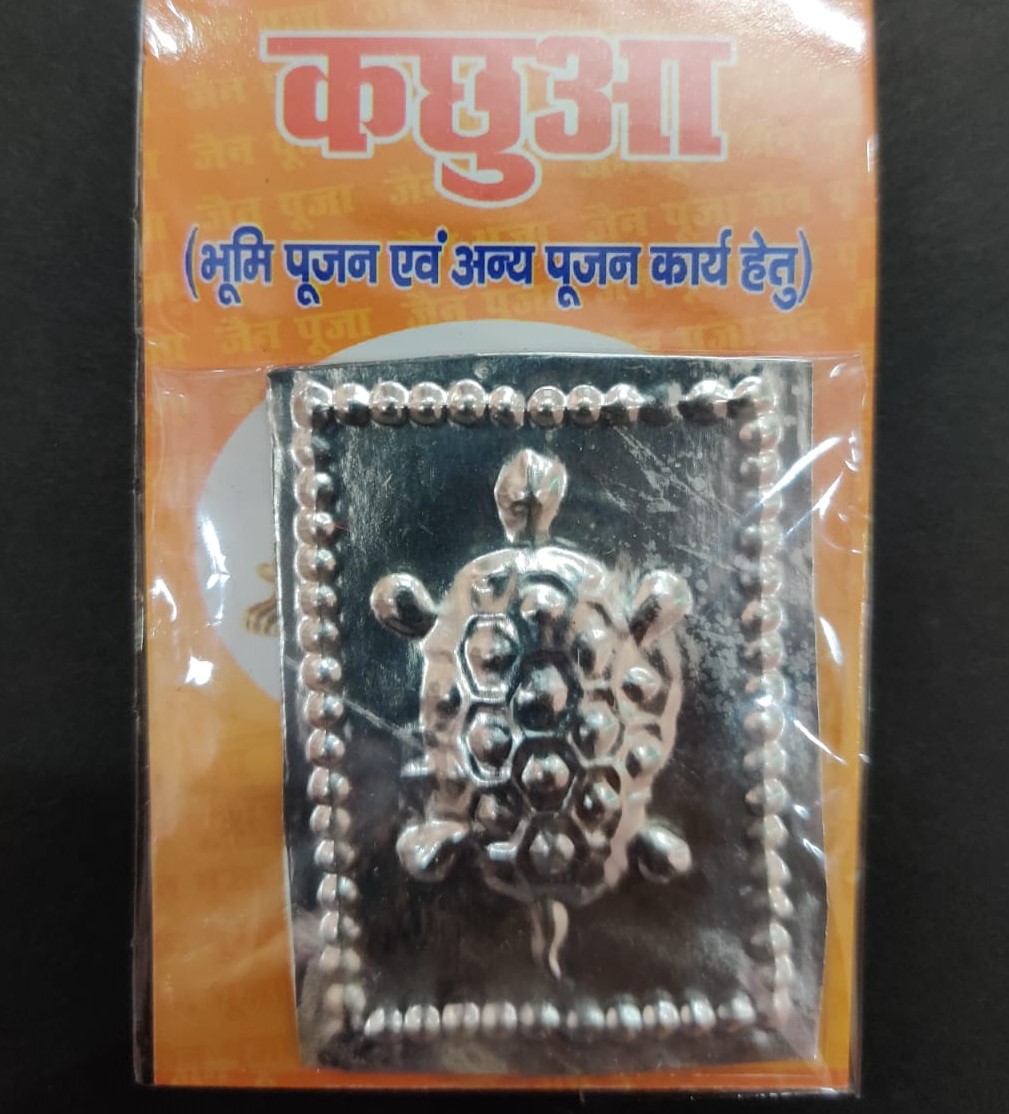 कछुआ
(भूमि पूजन एवं अन्य पूजन कार्य हेतु)
जैन पूजा जैन पूजा जैन
जैन पूजा जैन पूजा जैन